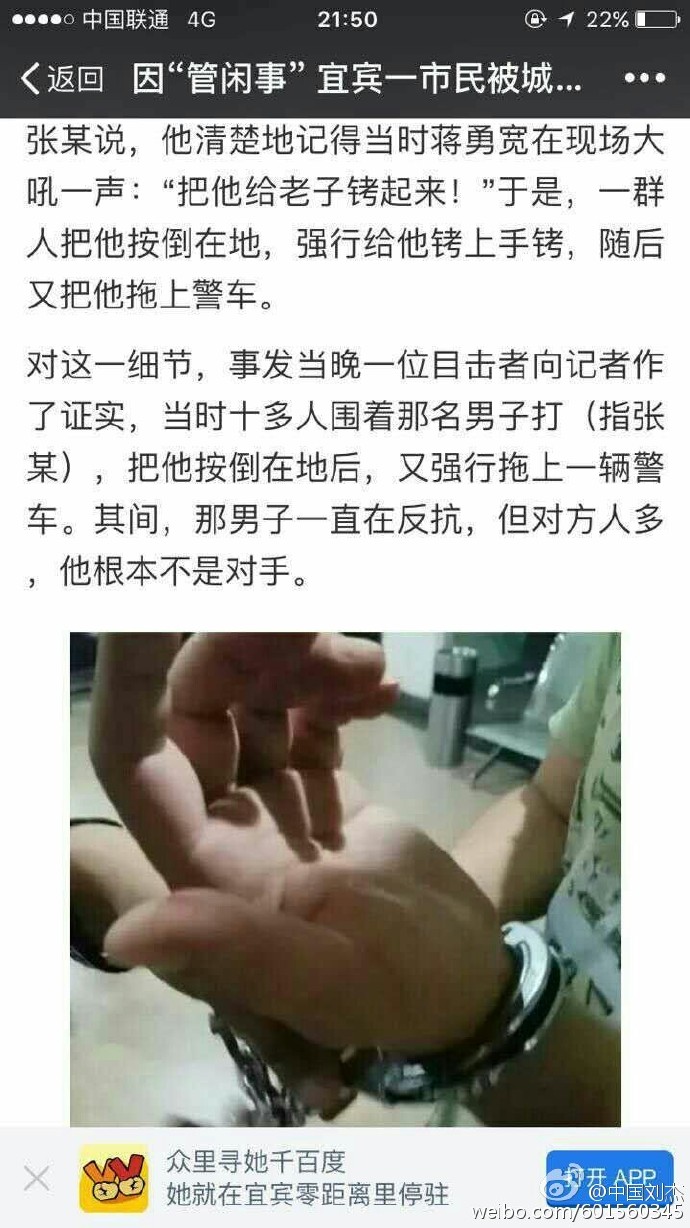 中国联通 4G 21:50 22%
返回 因“管闲事” 宜宾一市民被城...
张某说，他清楚地记得当时蒋勇宽在现场大
吼一声：“把他给老子铐起来！”于是，一群
人把他按倒在地，强行给他铐上手铐，随后
又把他拖上警车。
对这一细节，事发当晚一位目击者向记者作
了证实，当时十多人围着那名男子打（指张
某），把他按倒在地后，又强行拖上一辆警
车。其间，那男子一直在反抗，但对方人多
，他根本不是对手。
众里寻她千百度
她就在宜宾零距离里停驻
打开 APP
@中国刘杰
weibo.com/601560345